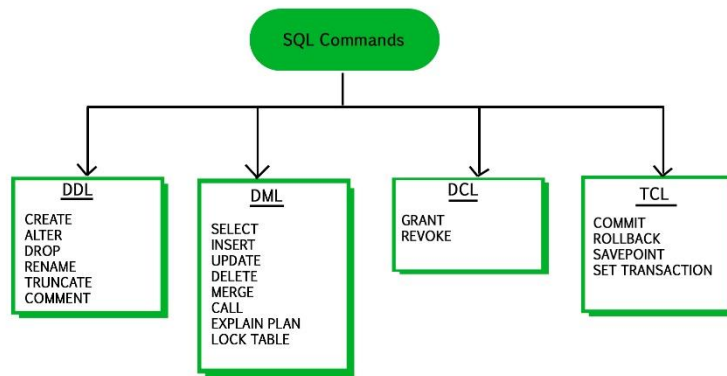 SQL Commands
DDL
CREATE
ALTER
DROP
RENAME
TRUNCATE
COMMENT
DML
SELECT
INSERT
UPDATE
DELETE
MERGE
CALL
EXPLAIN PLAN
LOCK TABLE
DCL
GRANT
REVOKE
TCL
COMMIT
ROLLBACK
SAVEPOINT
SET TRANSACTION